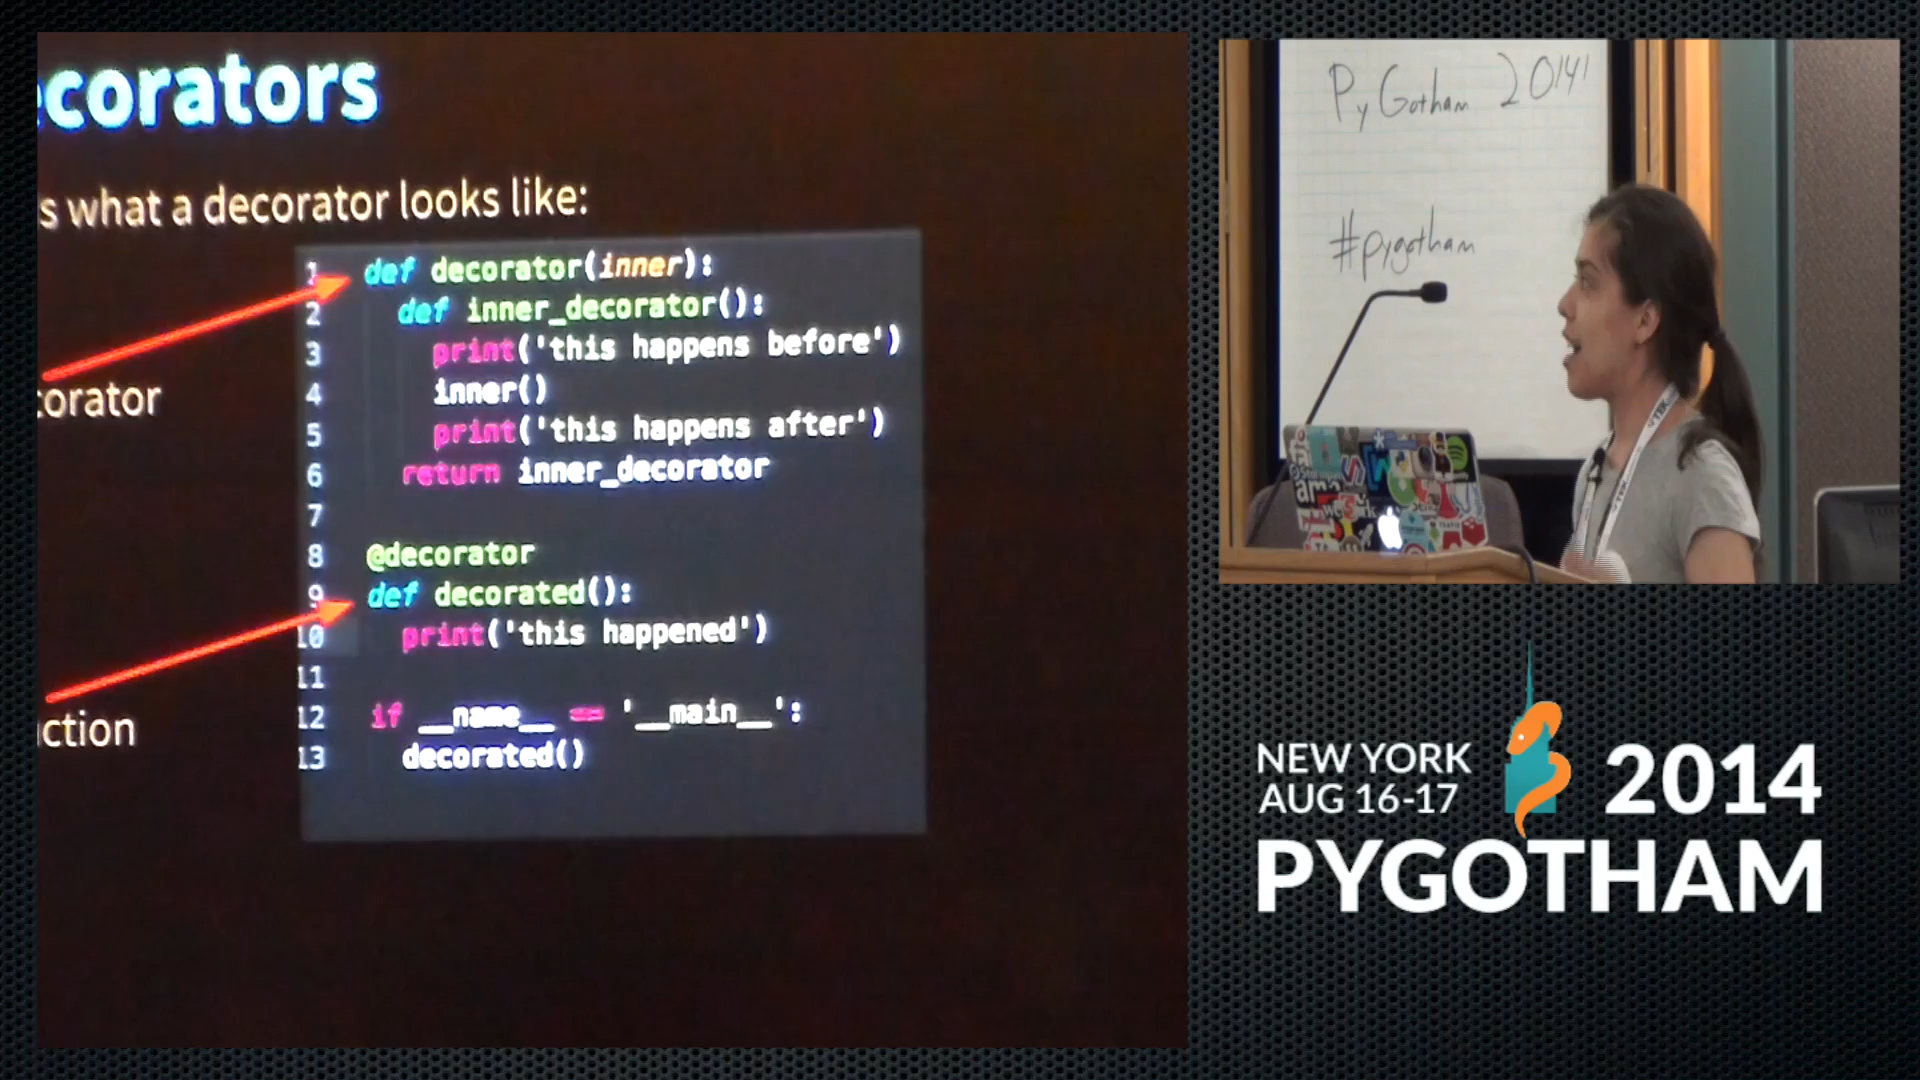 corators
s what a decorator looks like:
1 def decorator(inner):
2 def inner_decorator():
3 print('this happens before')
4 inner()
5 print('this happens after')
6 return inner_decorator
7
8 @decorator
9 def decorated():
10 print('this happened')
11
12 if __name__ == '__main__':
13 decorated()
corator
ction
PyGotham 2014!
#pygotham
NEW YORK
AUG 16-17
2014
PYGOTHAM